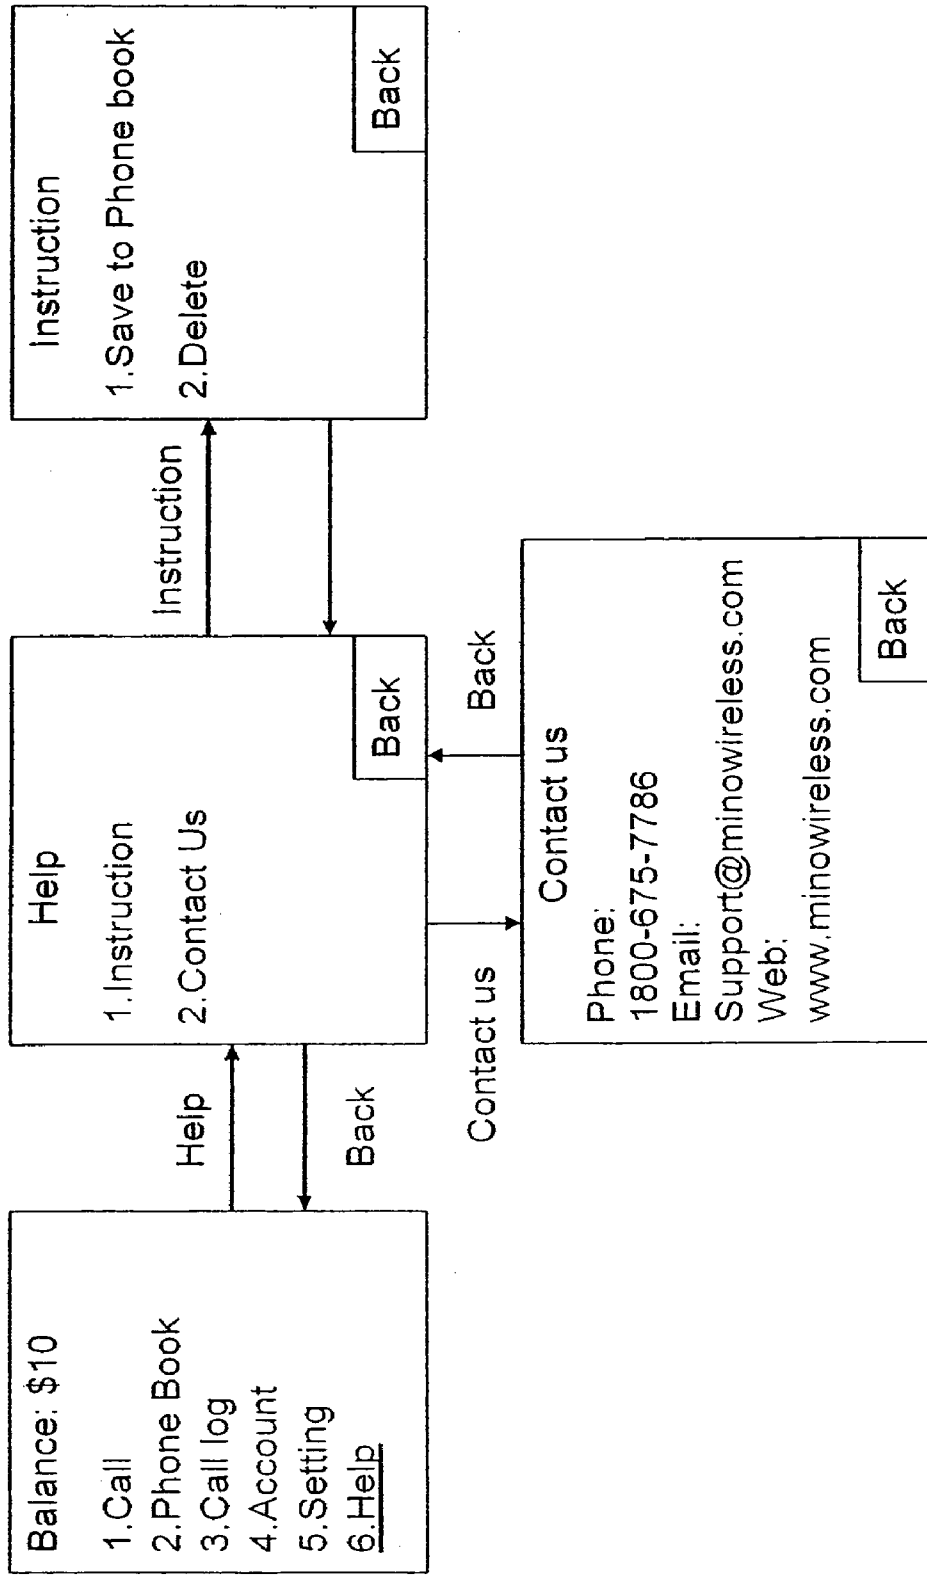 Balance: $10
1.Call
2.Phone Book
3.Call log
4.Account
5.Setting
6.Help
Help
Back
Help
1.Instruction
2.Contact Us
Back
Instruction
Instruction
1.Save to Phone book
2.Delete
Back
Contact us
Back
Contact us
Phone:
1800-675-7786
Email:
Support@minowireless.com
Web:
www.minowireless.com
Back